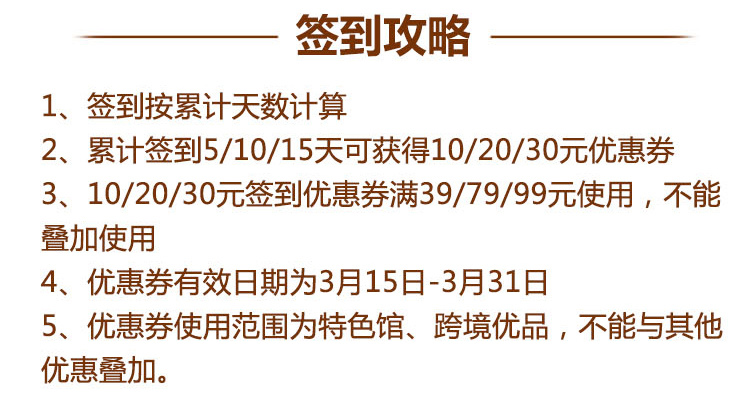 签到攻略
1、签到按累计天数计算
2、累计签到5/10/15天可获得10/20/30元优惠券
3、10/20/30元签到优惠券满39/79/99元使用，不能
叠加使用
4、优惠券有效日期为3月15日-3月31日
5、优惠券使用范围为特色馆、跨境优品，不能与其他
优惠叠加。